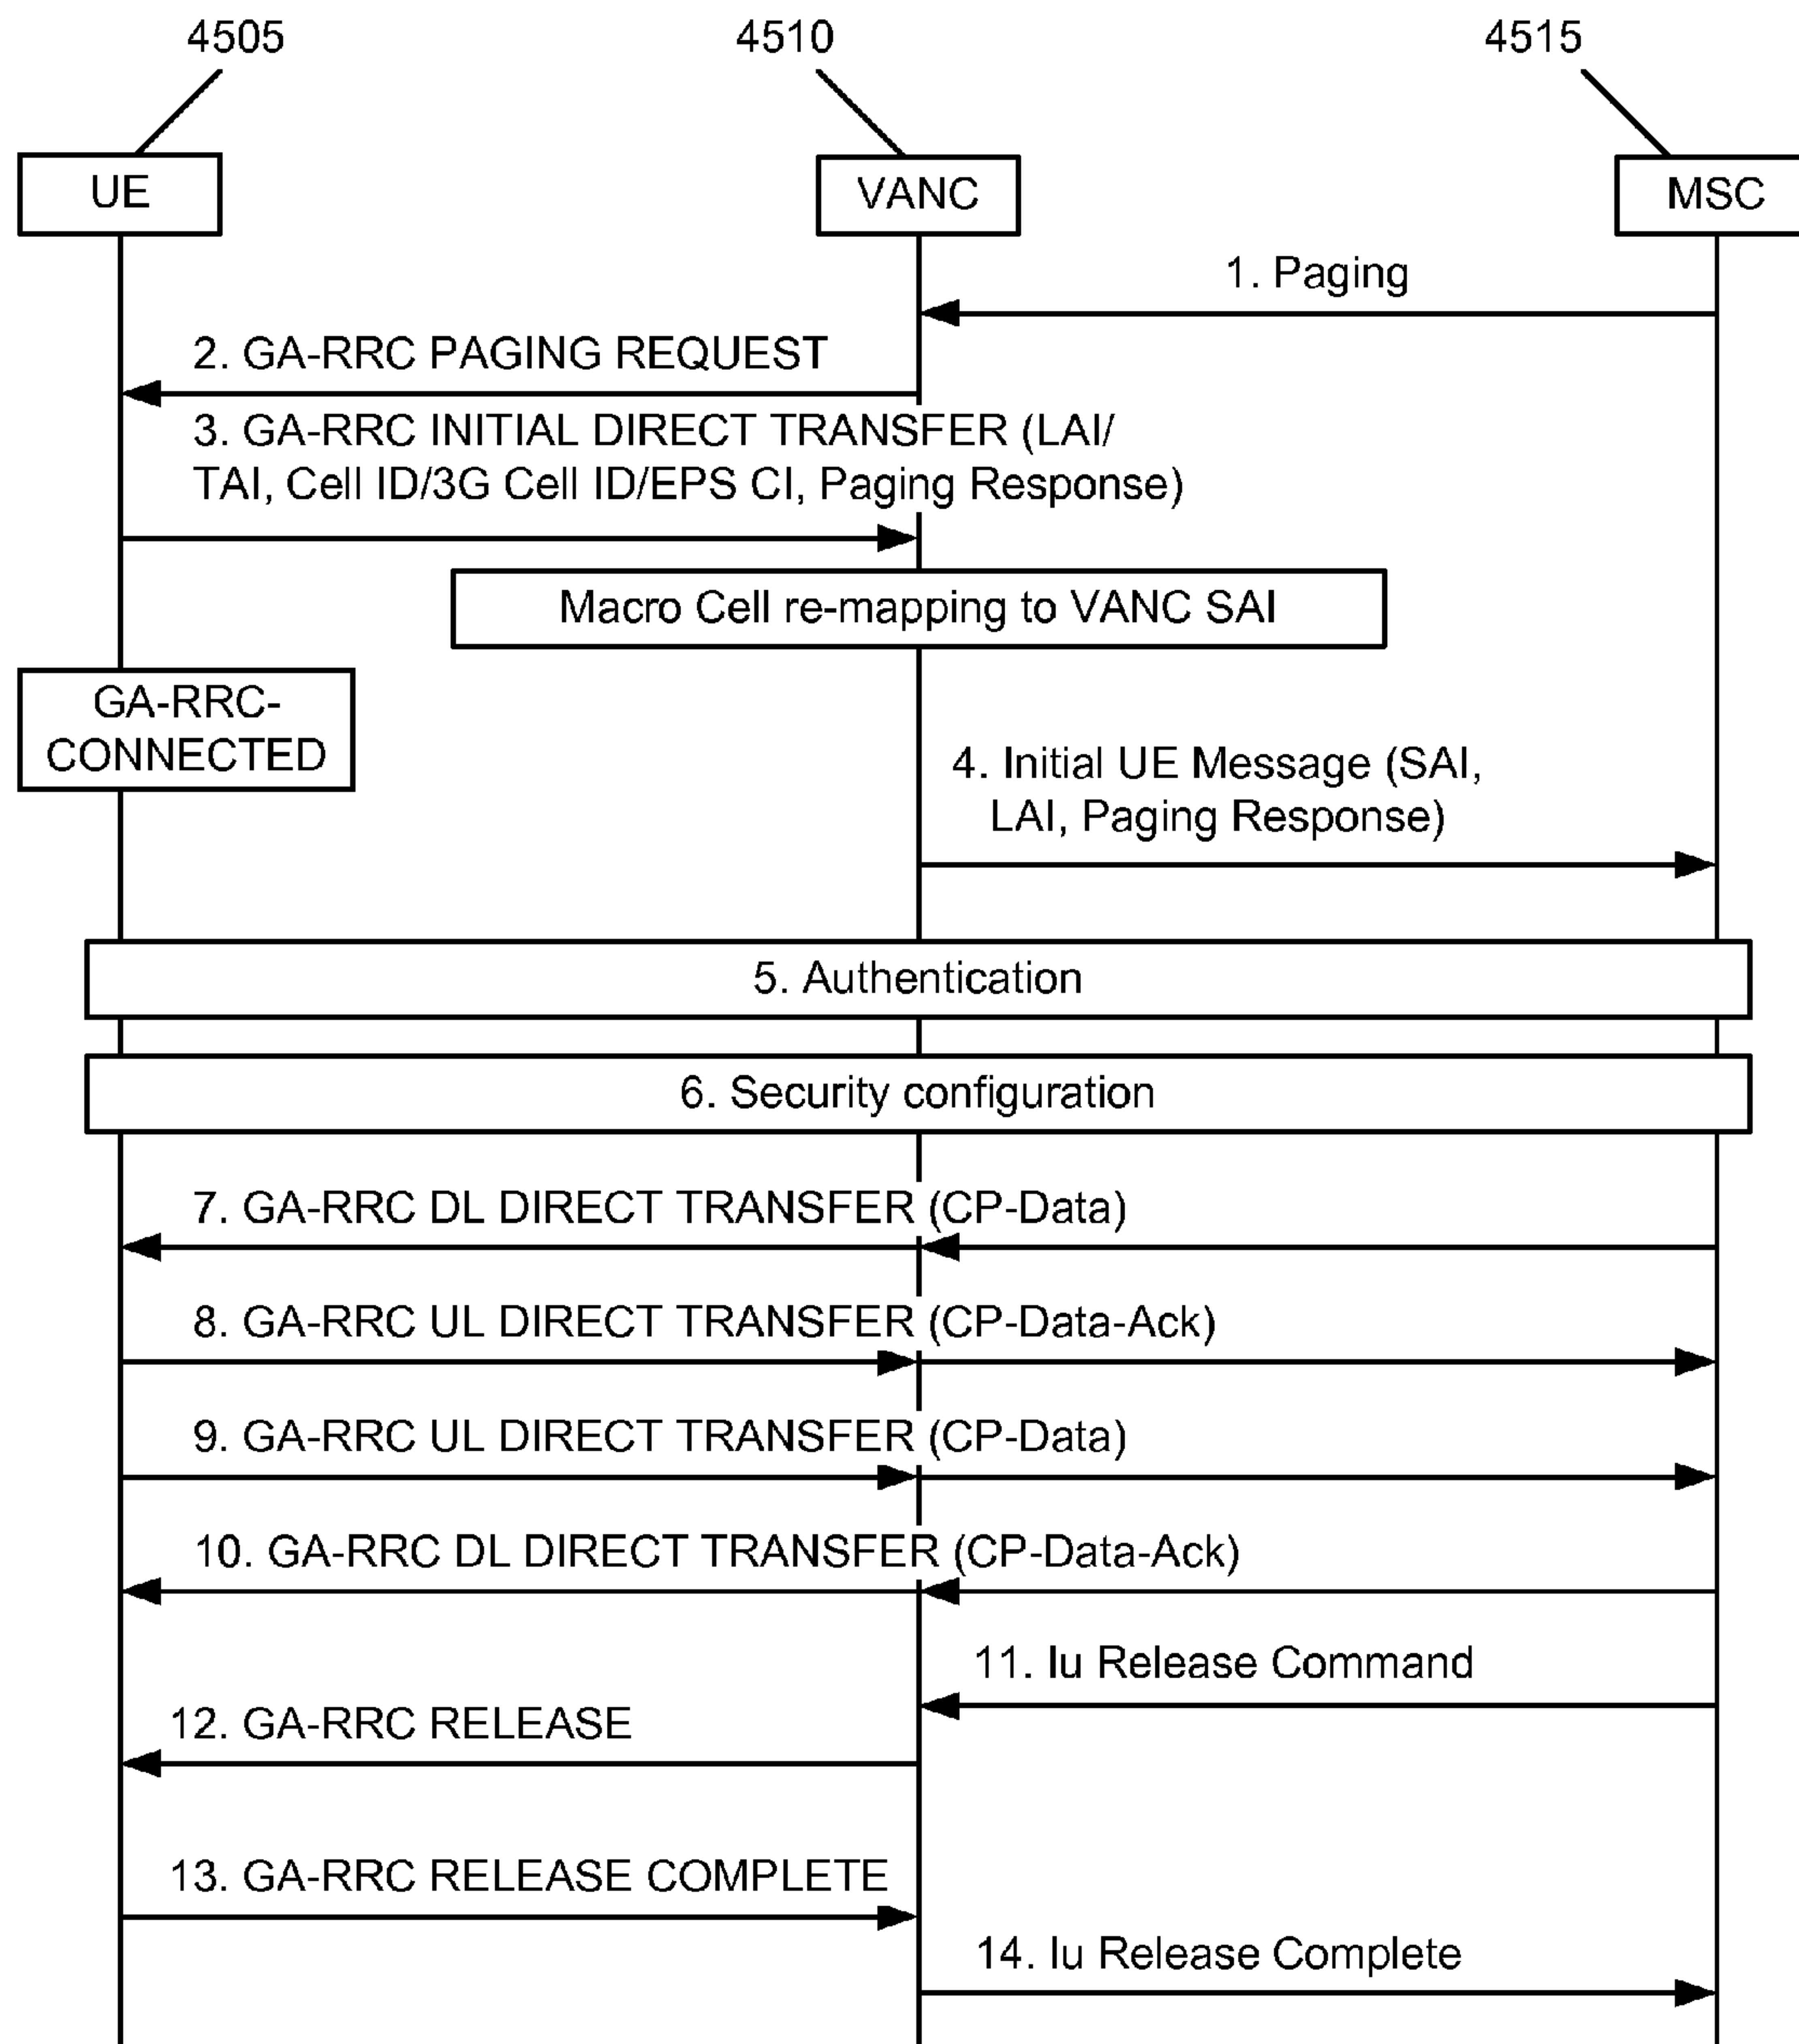 4505
4510
4515
UE
VANC
MSC
1. Paging
2. GA-RRC PAGING REQUEST
3. GA-RRC INITIAL DIRECT TRANSFER (LAI/
TAI, Cell ID/3G Cell ID/EPS CI, Paging Response)
Macro Cell re-mapping to VANC SAI
GA-RRC-
CONNECTED
4. Initial UE Message (SAI,
LAI, Paging Response)
5. Authentication
6. Security configuration
7. GA-RRC DL DIRECT TRANSFER (CP-Data)
8. GA-RRC UL DIRECT TRANSFER (CP-Data-Ack)
9. GA-RRC UL DIRECT TRANSFER (CP-Data)
10. GA-RRC DL DIRECT TRANSFER (CP-Data-Ack)
11. Iu Release Command
12. GA-RRC RELEASE
13. GA-RRC RELEASE COMPLETE
14. Iu Release Complete